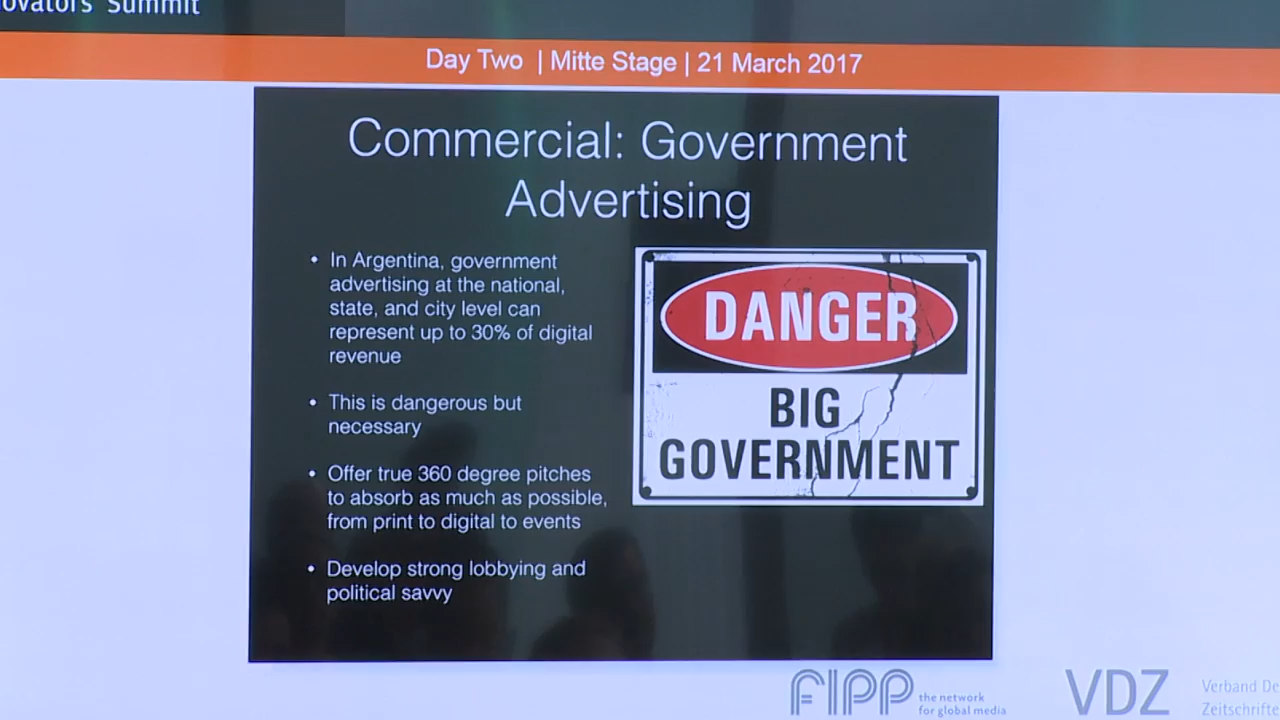 Summit
Day Two | Mitte Stage | 21 March 2017
Commercial: Government
Advertising
• In Argentina, government
advertising at the national,
state, and city level can
represent up to 30% of digital
revenue
• This is dangerous but
necessary
• Offer true 360 degree pitches
to absorb as much as possible,
from print to digital to events
• Develop strong lobbying and
political savvy
DANGER
BIG
GOVERNMENT
FIPP the network
for global media
VDZ
Verband De
Zeitschrifte